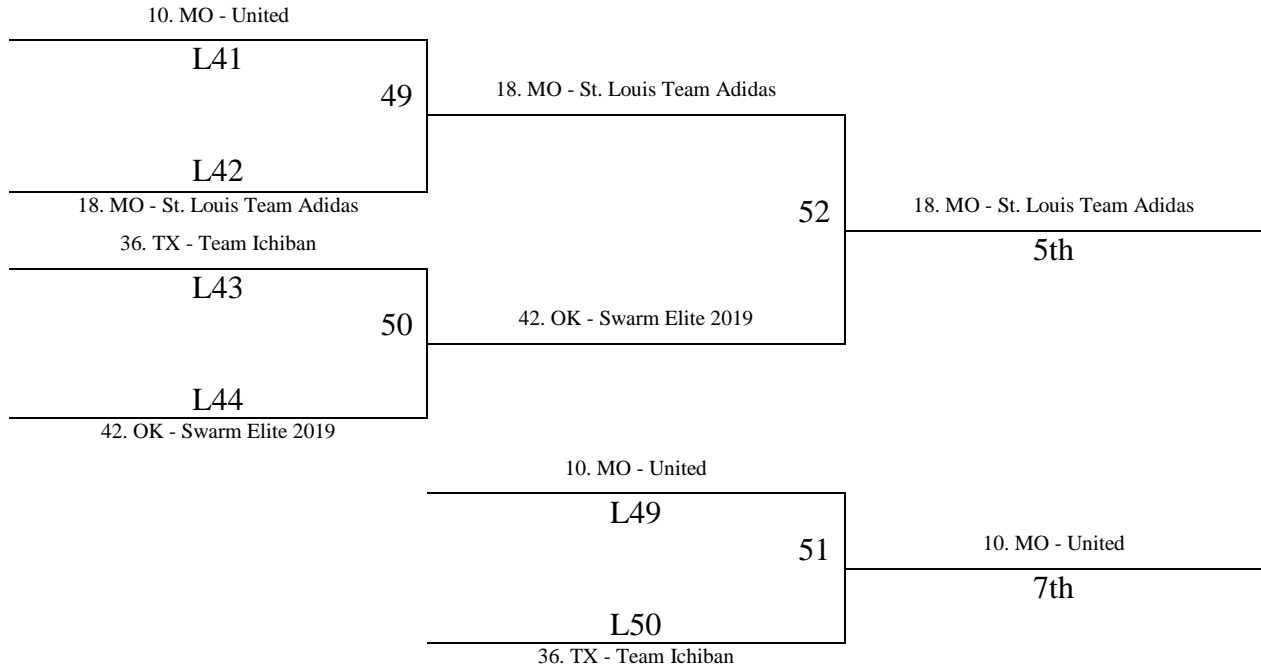 10. MO - United
L41
49
18. MO - St. Louis Team Adidas
L42
18. MO - St. Louis Team Adidas
52
18. MO - St. Louis Team Adidas
36. TX - Team Ichiban
5th
L43
50
42. OK - Swarm Elite 2019
L44
42. OK - Swarm Elite 2019
10. MO - United
L49
51
10. MO - United
7th
L50
36. TX - Team Ichiban